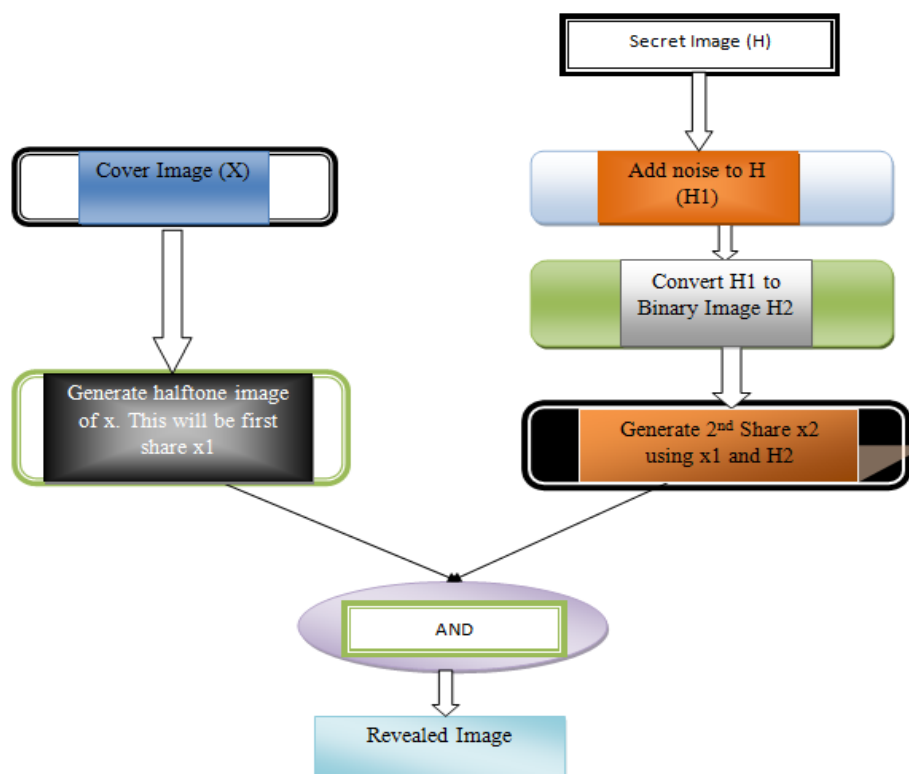 Secret Image (H)
Cover Image (X)
Add noise to H
(H1)
Convert H1 to
Binary Image H2
Generate halftone image
of x. This will be first
share x1
Generate 2nd Share x2
using x1 and H2
AND
Revealed Image